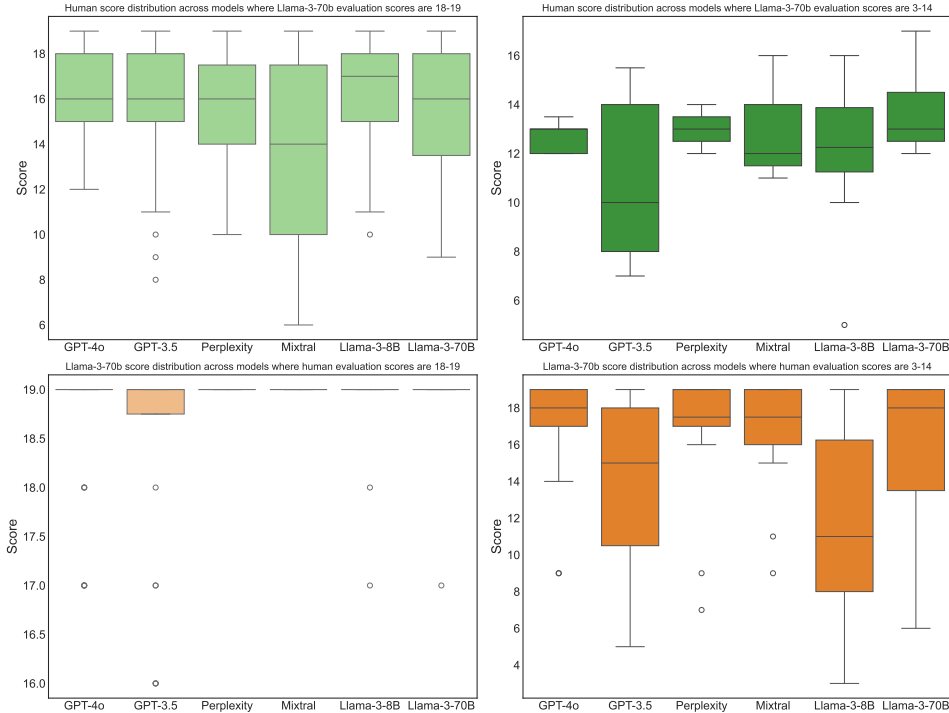 Human score distribution across models where Llama-3-70b evaluation scores are 18-19
Score
18
16
14
12
10
8
6
GPT-4o GPT-3.5 Perplexity Mixtral Llama-3-8B Llama-3-70B
Human score distribution across models where Llama-3-70b evaluation scores are 3-14
Score
16
14
12
10
8
6
GPT-4o GPT-3.5 Perplexity Mixtral Llama-3-8B Llama-3-70B
Llama-3-70b score distribution across models where human evaluation scores are 18-19
Score
19.0
18.5
18.0
17.5
17.0
16.5
16.0
GPT-4o GPT-3.5 Perplexity Mixtral Llama-3-8B Llama-3-70B
Llama-3-70b score distribution across models where human evaluation scores are 3-14
Score
18
16
14
12
10
8
6
4
GPT-4o GPT-3.5 Perplexity Mixtral Llama-3-8B Llama-3-70B